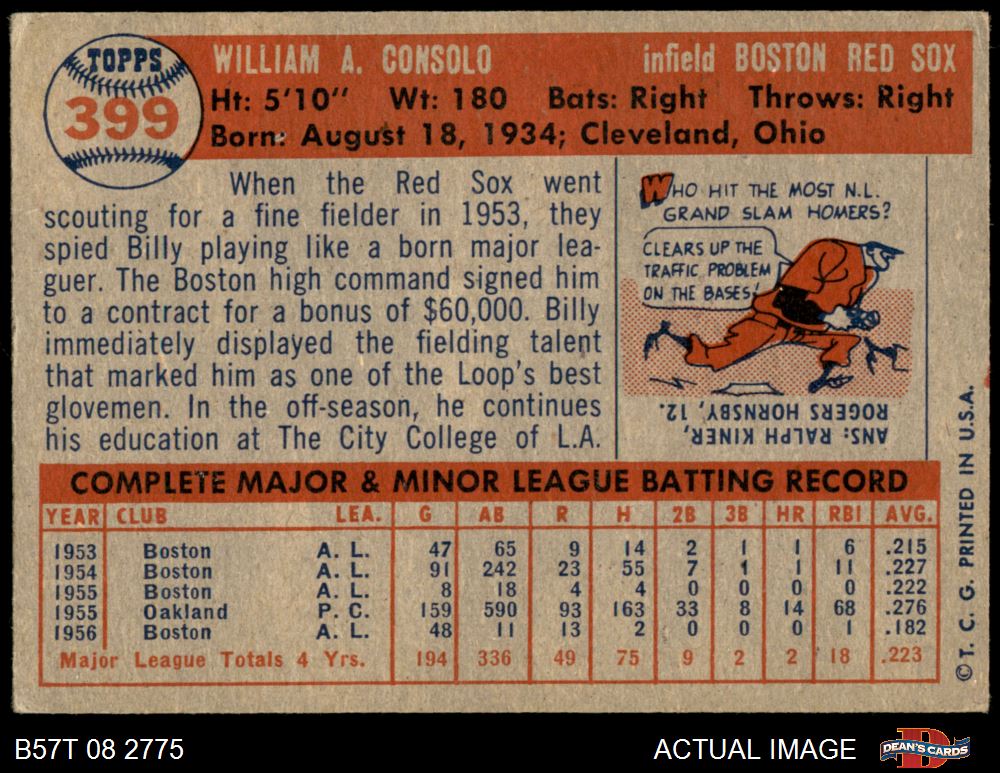 TOPPS
399
WILLIAM A. CONSOLO infield BOSTON RED SOX
Ht: 5'10" Wt: 180 Bats: Right Throws: Right
Born: August 18, 1934; Cleveland, Ohio
When the Red Sox went
scouting for a fine fielder in 1953, they
spied Billy playing like a born major lea-
guer. The Boston high command signed him
to a contract for a bonus of $60,000. Billy
immediately displayed the fielding talent
that marked him as one of the Loop's best
glovemen. In the off-season, he continues
his education at The City College of L.A.
WHO HIT THE MOST N.L.
GRAND SLAM HOMERS?
CLEARS UP THE
TRAFFIC PROBLEM
ON THE BASES!
ANS: RALPH KINER,
ROGERS HORNSBY, 12.
COMPLETE MAJOR & MINOR LEAGUE BATTING RECORD
YEAR CLUB LEA. G AB R H 2B 3B HR RBI AVG.
1953 Boston A. L. 47 65 9 14 2 1 1 6 .215
1954 Boston A. L. 91 242 23 55 7 1 1 11 .227
1955 Boston A. L. 8 18 4 4 0 0 0 0 .222
1955 Oakland P. C. 159 590 93 163 33 8 14 68 .276
1956 Boston A. L. 48 11 13 2 0 0 0 1 .182
Major League Totals 4 Yrs. 194 336 49 75 9 2 2 18 .223
© T. C. G. PRINTED IN U.S.A.
B57T 08 2775 ACTUAL IMAGE
DEAN'S CARDS